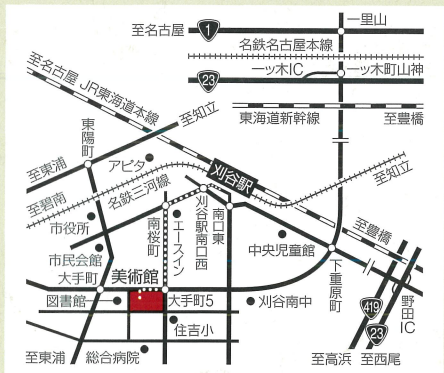 至名古屋
1
一里山
名鉄名古屋本線
23
一ッ木IC
一ッ木町山神
東海道新幹線
至豊橋
至名古屋 JR東海道本線
至知立
東陽町
至東浦
アピタ
刈谷駅
至知立
至碧南
名鉄三河線
市役所
南桜町
エースイン
刈谷駅南口西
南口東
中央児童館
至豊橋
市民会館
大手町
美術館
下重原町
図書館
大手町5
刈谷南中
419
野田IC
23
住吉小
至東浦
総合病院
至高浜
至西尾